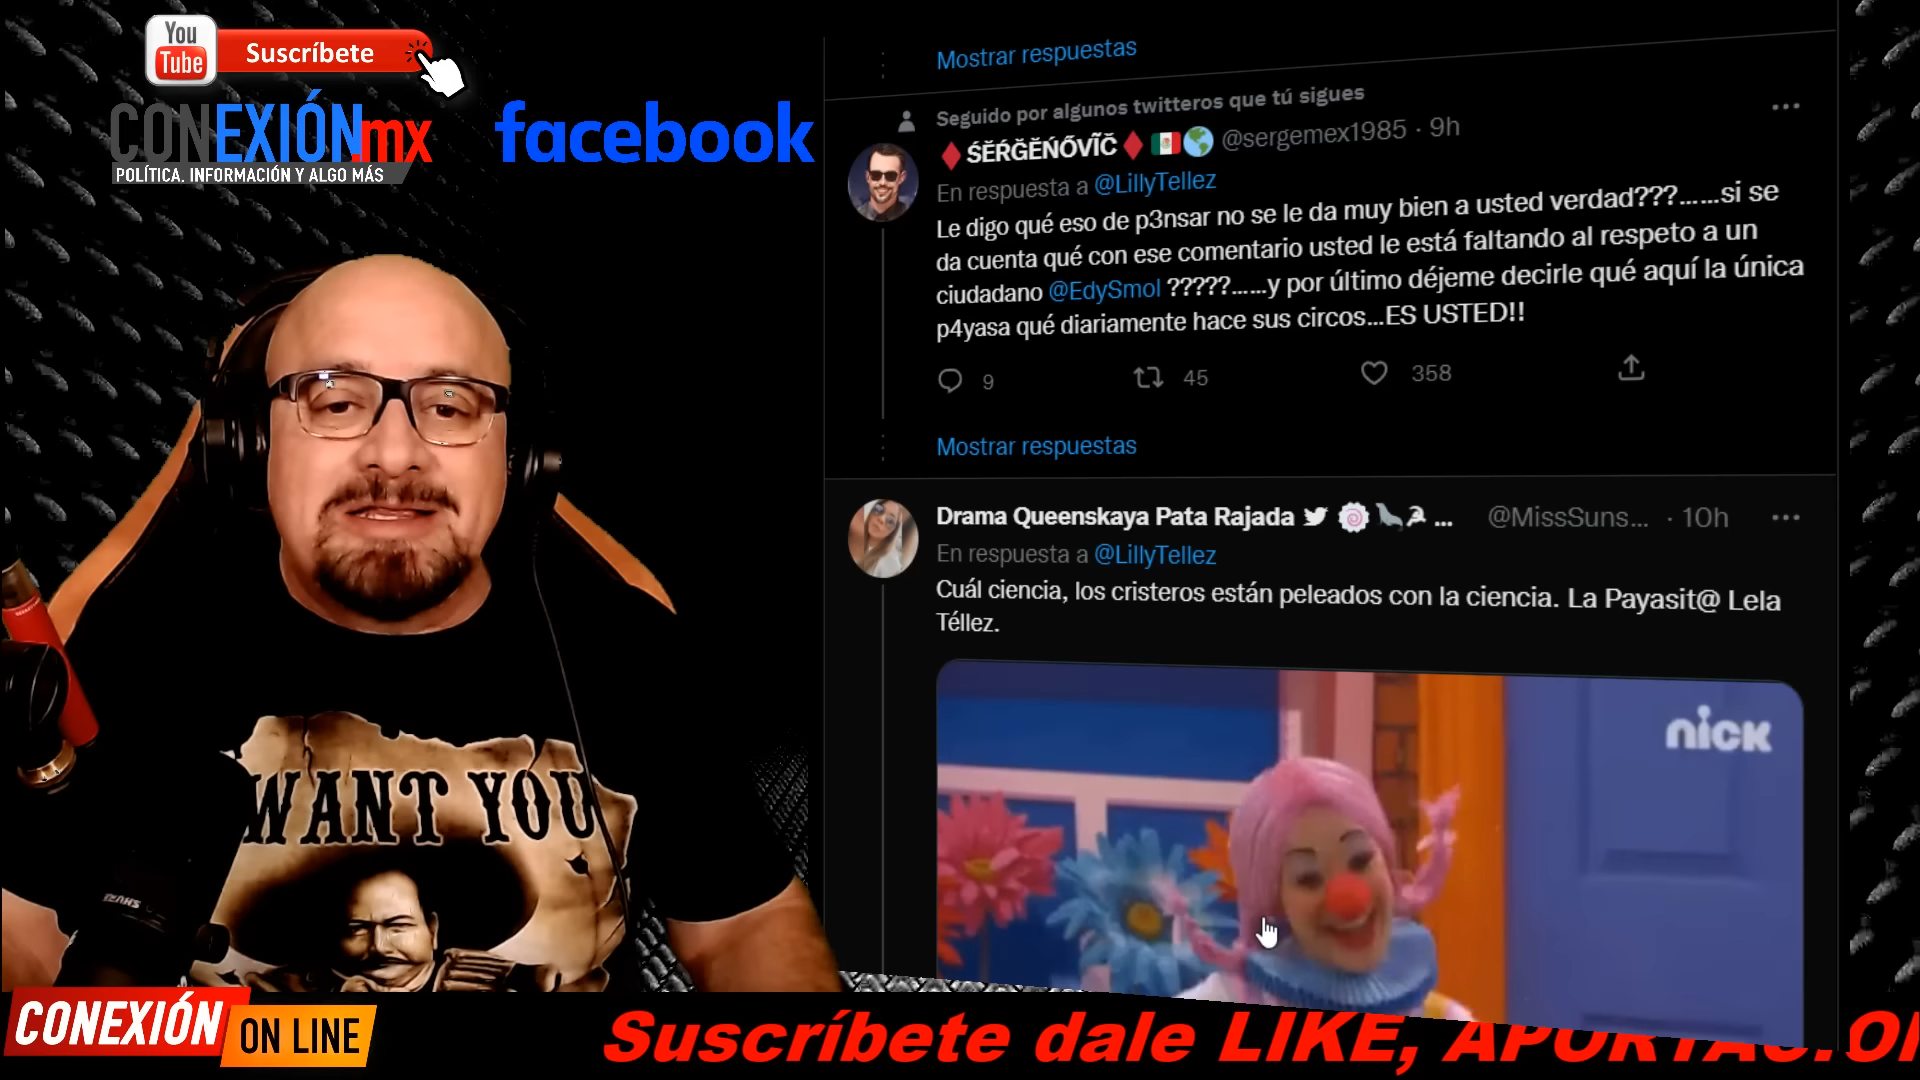 You
Tube
Suscríbete
CONEXIÓN.mx
POLÍTICA. INFORMACIÓN Y ALGO MÁS
facebook
Mostrar respuestas
Seguido por algunos twitteros que tú sigues
ŚĔŔĞĔŃŐVĨČ @sergemex1985 · 9h
En respuesta a @LillyTellez
Le digo qué eso de p3nsar no se le da muy bien a usted verdad???......si se
da cuenta qué con ese comentario usted le está faltando al respeto a un
ciudadano @EdySmol ?????......y por último déjeme decirle qué aquí la única
p4yasa qué diariamente hace sus circos...ES USTED!!
9 45 358
Mostrar respuestas
Drama Queenskaya Pata Rajada ... @MissSuns... · 10h
En respuesta a @LillyTellez
Cuál ciencia, los cristeros están peleados con la ciencia. La Payasit@ Lela
Téllez.
nick
WANT YOU
SHURE
CONEXIÓN
ON LINE
Suscríbete dale LIKE,